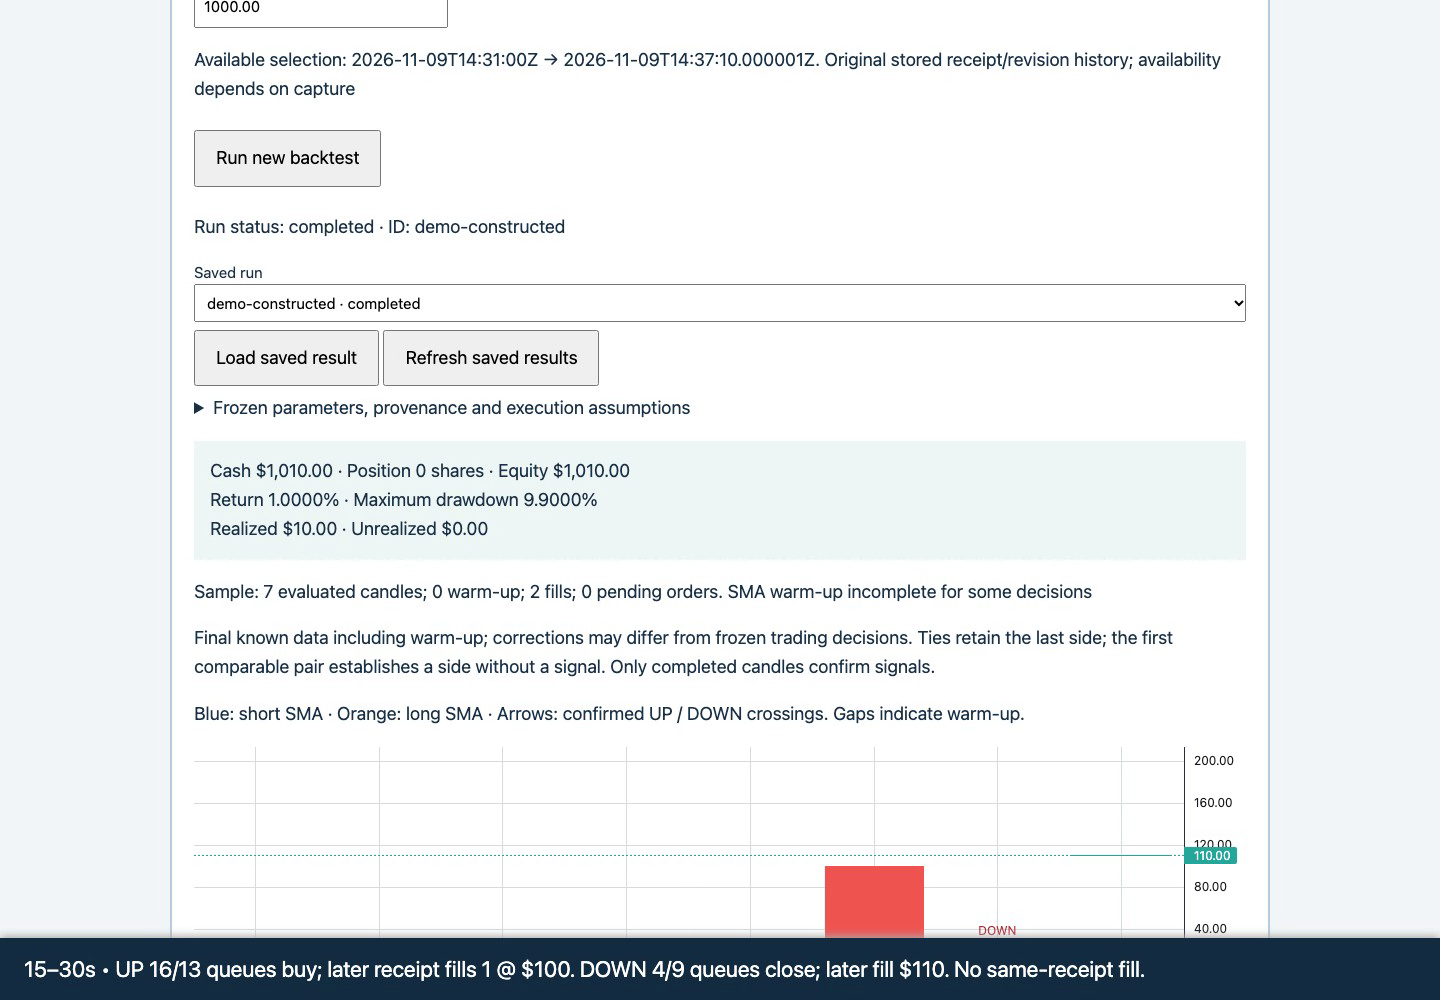 1000.00
Available selection: 2026-11-09T14:31:00Z → 2026-11-09T14:37:10.000001Z. Original stored receipt/revision history; availability
depends on capture
Run new backtest
Run status: completed · ID: demo-constructed
Saved run
demo-constructed · completed
Load saved result
Refresh saved results
▶ Frozen parameters, provenance and execution assumptions
Cash $1,010.00 · Position 0 shares · Equity $1,010.00
Return 1.0000% · Maximum drawdown 9.9000%
Realized $10.00 · Unrealized $0.00
Sample: 7 evaluated candles; 0 warm-up; 2 fills; 0 pending orders. SMA warm-up incomplete for some decisions
Final known data including warm-up; corrections may differ from frozen trading decisions. Ties retain the last side; the first
comparable pair establishes a side without a signal. Only completed candles confirm signals.
Blue: short SMA · Orange: long SMA · Arrows: confirmed UP / DOWN crossings. Gaps indicate warm-up.
200.00
160.00
120.00
110.00
80.00
DOWN
40.00
15–30s • UP 16/13 queues buy; later receipt fills 1 @ $100. DOWN 4/9 queues close; later fill $110. No same-receipt fill.